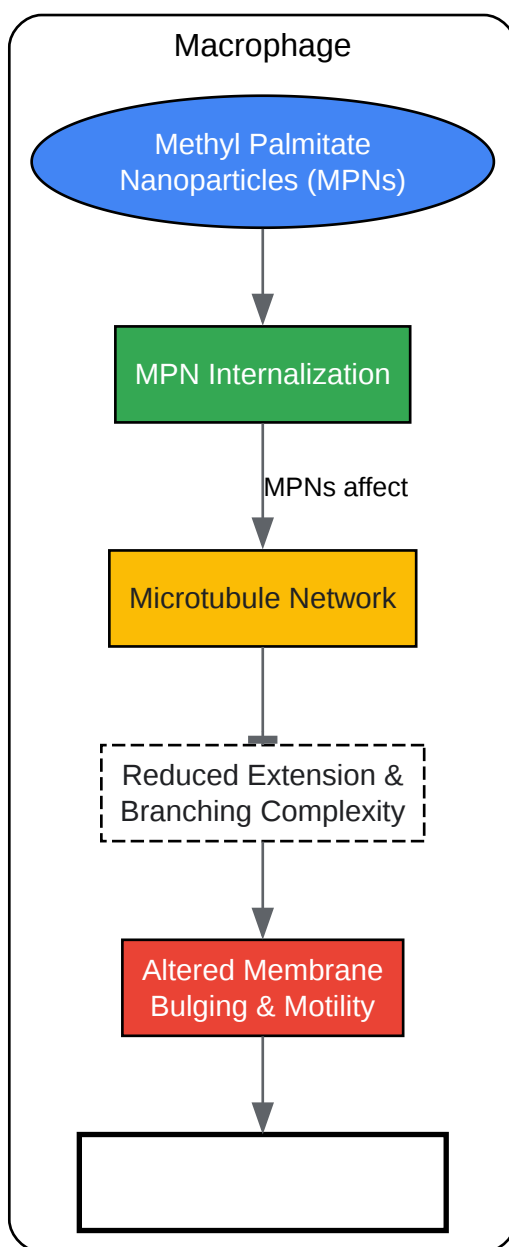 Macrophage
Methyl Palmitate
Nanoparticles (MPNs)
MPN Internalization
MPNs affect
Microtubule Network
Reduced Extension &
Branching Complexity
Altered Membrane
Bulging & Motility